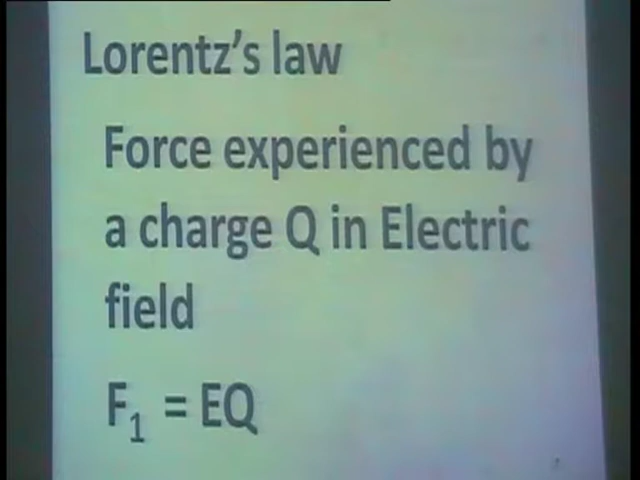 Lorentz's law
Force experienced by
a charge Q in Electric
field
F₁ = EQ